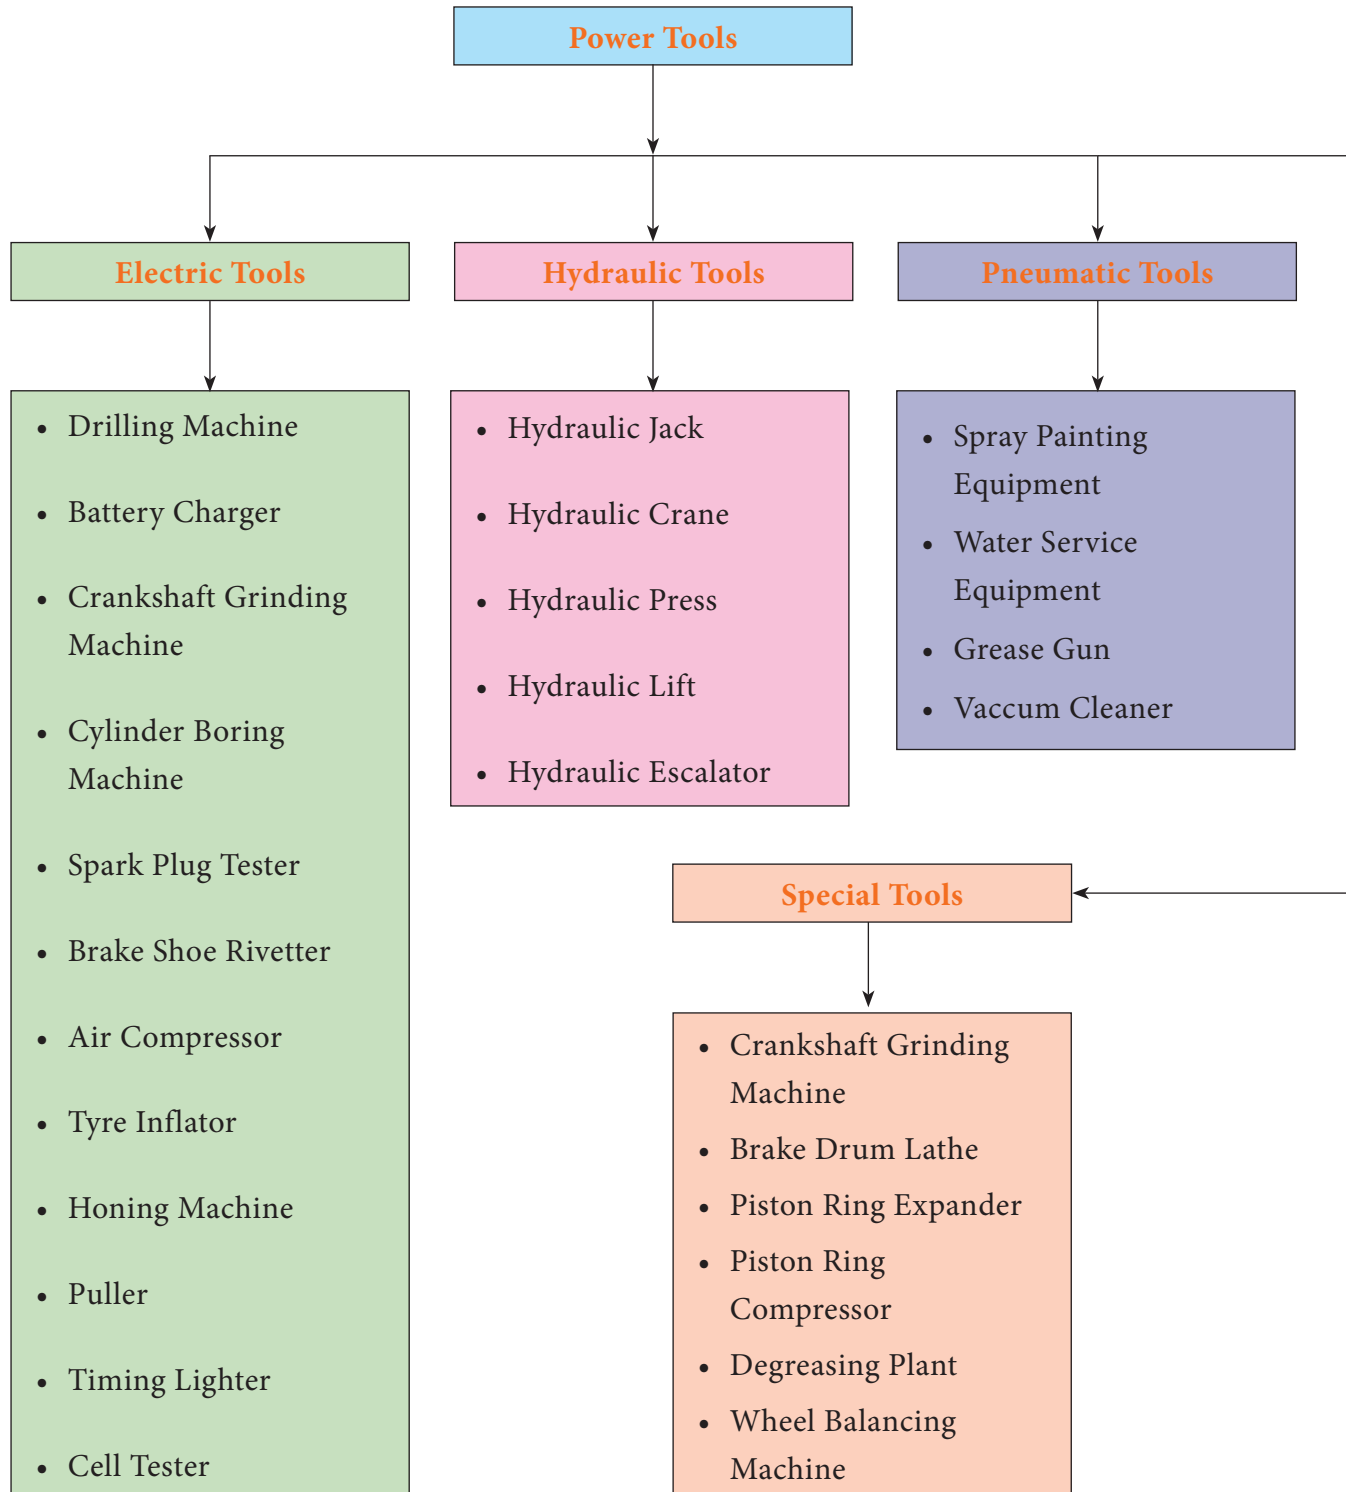 Power Tools
Electric Tools
• Drilling Machine
• Battery Charger
• Crankshaft Grinding
Machine
• Cylinder Boring
Machine
• Spark Plug Tester
• Brake Shoe Rivetter
• Air Compressor
• Tyre Inflator
• Honing Machine
• Puller
• Timing Lighter
• Cell Tester
Hydraulic Tools
• Hydraulic Jack
• Hydraulic Crane
• Hydraulic Press
• Hydraulic Lift
• Hydraulic Escalator
Pneumatic Tools
• Spray Painting
Equipment
• Water Service
Equipment
• Grease Gun
• Vaccum Cleaner
Special Tools
• Crankshaft Grinding
Machine
• Brake Drum Lathe
• Piston Ring Expander
• Piston Ring
Compressor
• Degreasing Plant
• Wheel Balancing
Machine